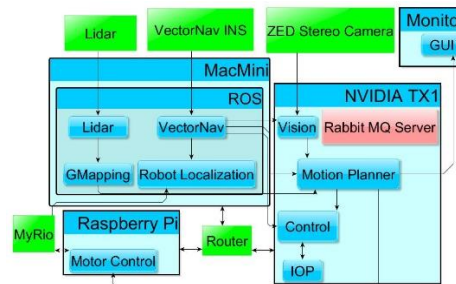 Lidar
VectorNav INS
ZED Stereo Camera
Monito
GUI
MacMini
ROS
Lidar
VectorNav
GMapping
Robot Localization
NVIDIA TX1
Vision
Rabbit MQ Server
Motion Planner
Control
IOP
MyRio
Raspberry Pi
Motor Control
Router